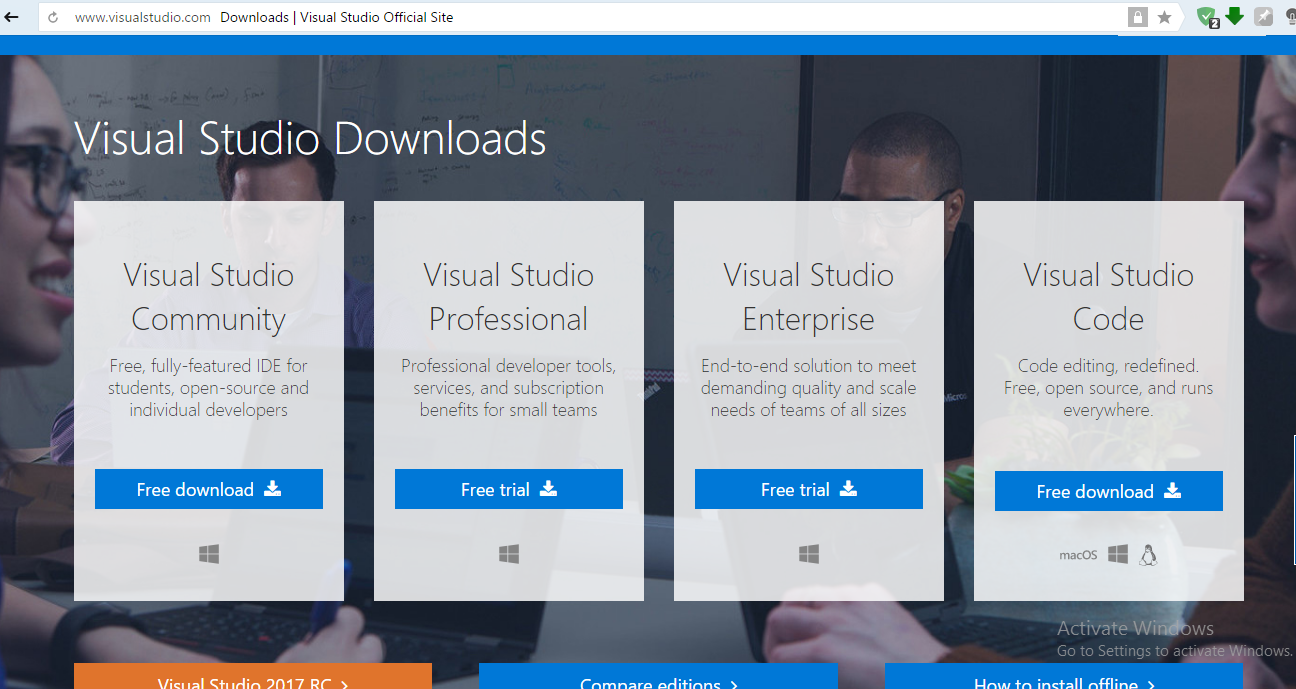 www.visualstudio.com Downloads | Visual Studio Official Site
2
Visual Studio Downloads
Visual Studio
Community
Free, fully-featured IDE for
students, open-source and
individual developers
Free download
Visual Studio
Professional
Professional developer tools,
services, and subscription
benefits for small teams
Free trial
Visual Studio
Enterprise
End-to-end solution to meet
demanding quality and scale
needs of teams of all sizes
Free trial
Visual Studio
Code
Code editing, redefined.
Free, open source, and runs
everywhere.
Free download
macOS
Activate Windows
Go to Settings to activate Windows.
Visual Studio 2017 RC
Compare editions
How to install offline